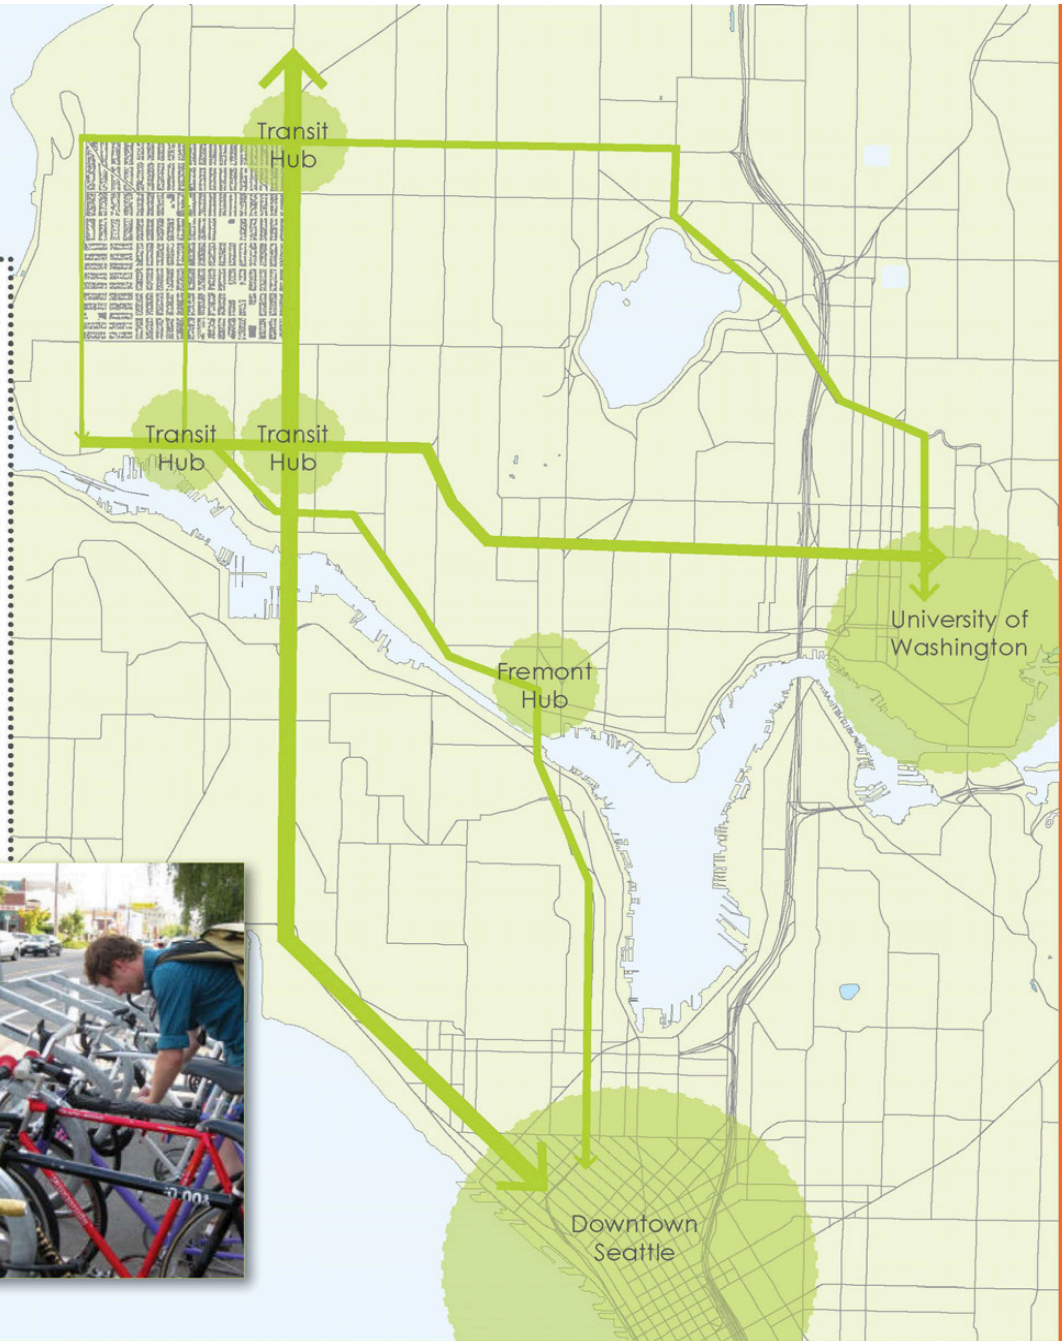 Transit
Hub
Transit
Hub
Transit
Hub
University of
Washington
Fremont
Hub
Downtown
Seattle